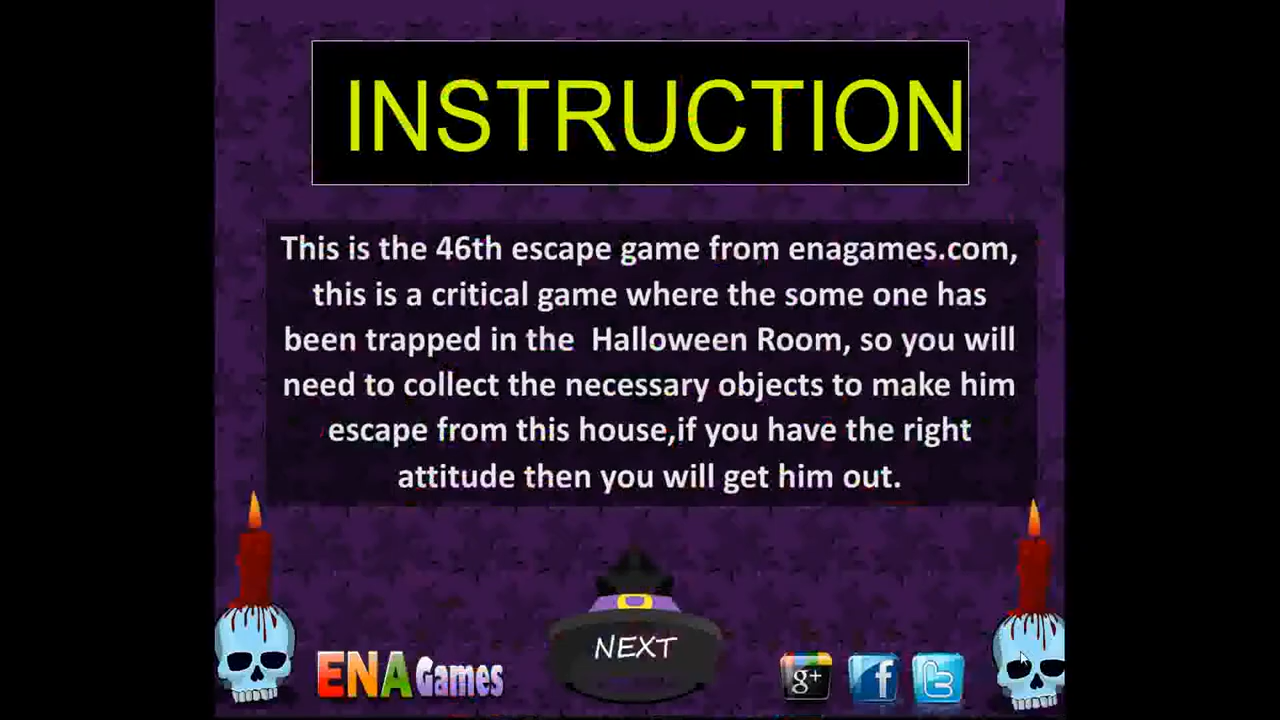 INSTRUCTION
This is the 46th escape game from enagames.com,
this is a critical game where the some one has
been trapped in the Halloween Room, so you will
need to collect the necessary objects to make him
escape from this house,if you have the right
attitude then you will get him out.
NEXT
ENA Games
g+ f t